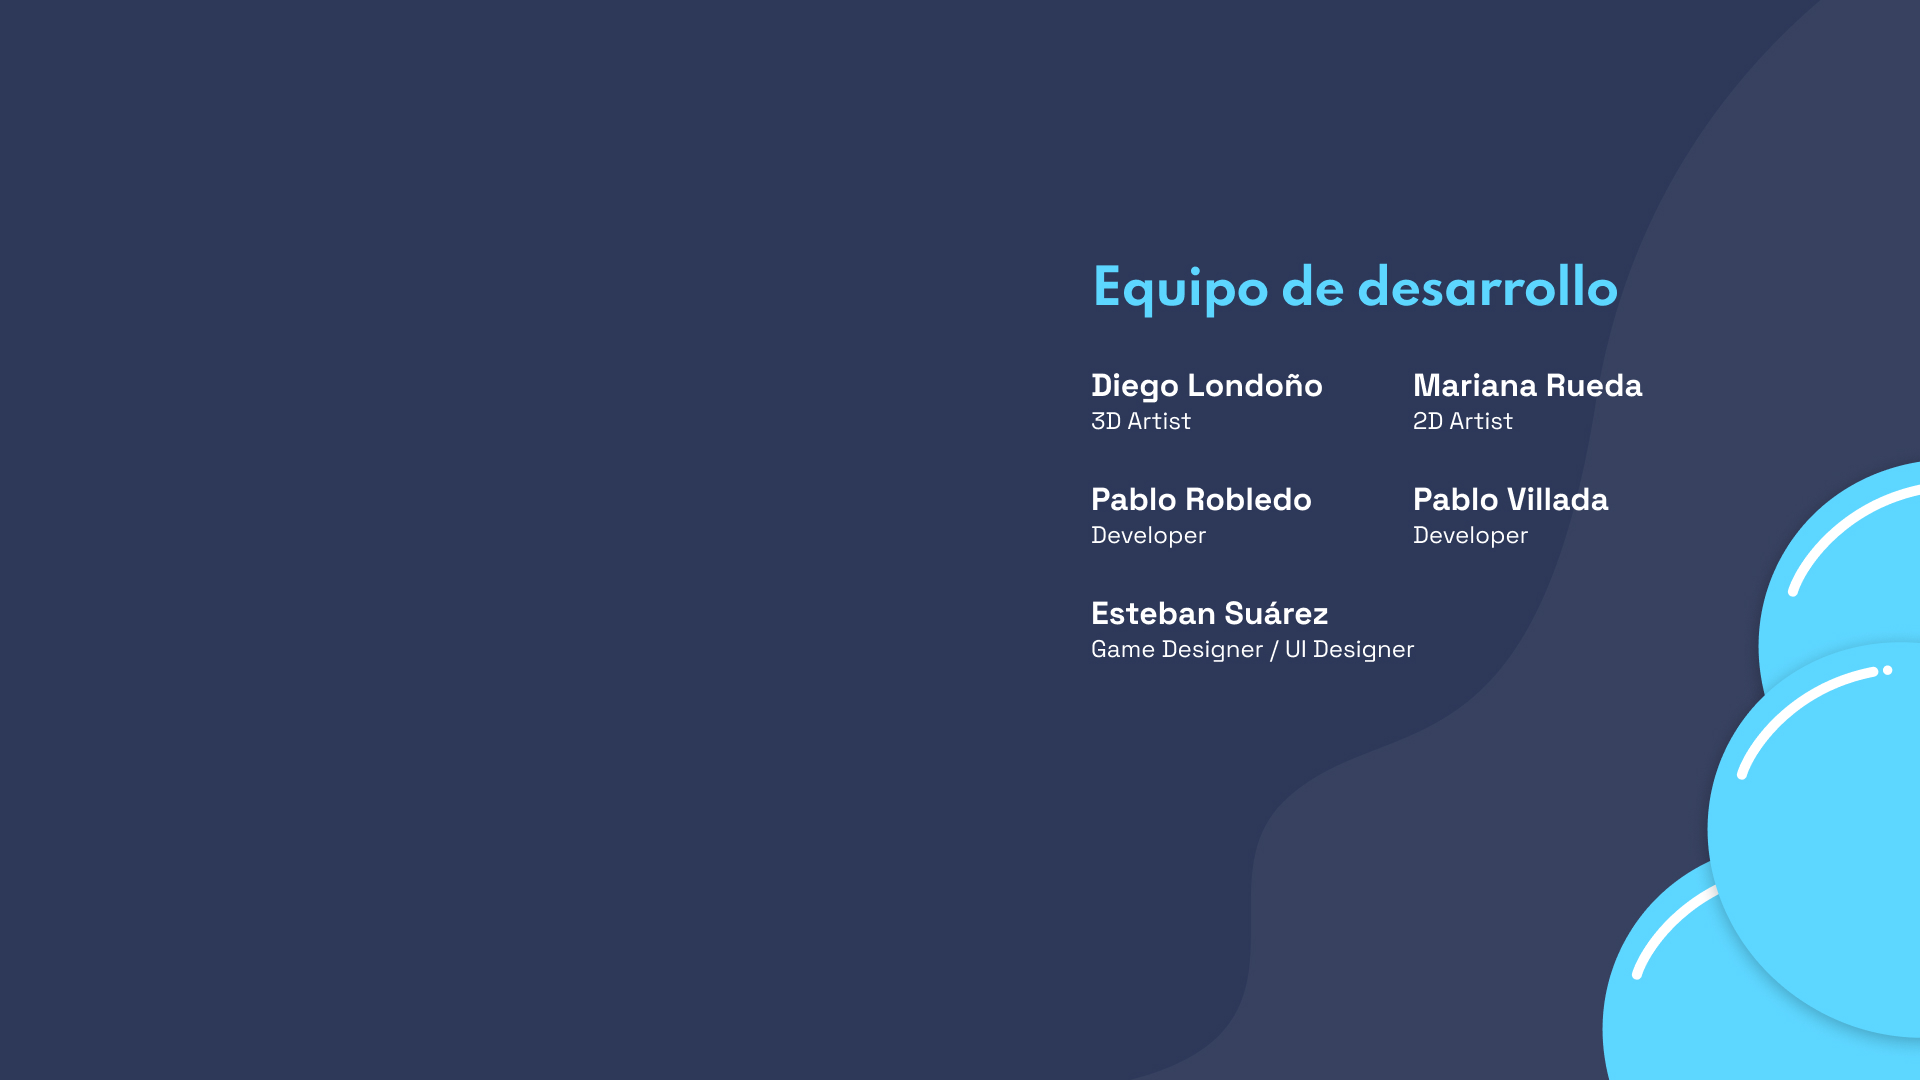 Equipo de desarrollo
Diego Londoño
3D Artist
Mariana Rueda
2D Artist
Pablo Robledo
Developer
Pablo Villada
Developer
Esteban Suárez
Game Designer / UI Designer